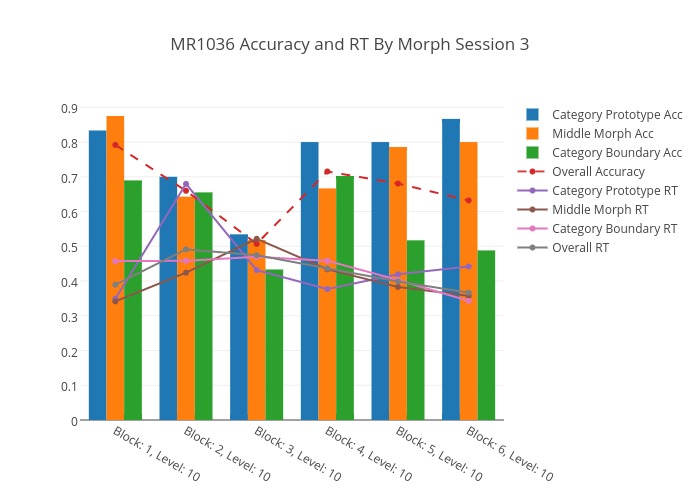 MR1036 Accuracy and RT By Morph Session 3
0.9
0.8
0.7
0.6
0.5
0.4
0.3
0.2
0.1
0
Block: 1, Level: 10
Block: 2, Level: 10
Block: 3, Level: 10
Block: 4, Level: 10
Block: 5, Level: 10
Block: 6, Level: 10
Category Prototype Acc
Middle Morph Acc
Category Boundary Acc
Overall Accuracy
Category Prototype RT
Middle Morph RT
Category Boundary RT
Overall RT